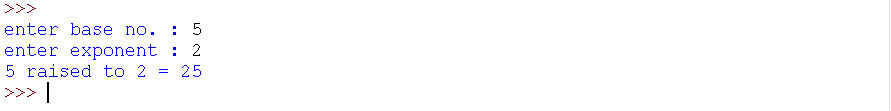 >>>
enter base no. : 5
enter exponent : 2
5 raised to 2 = 25
>>>